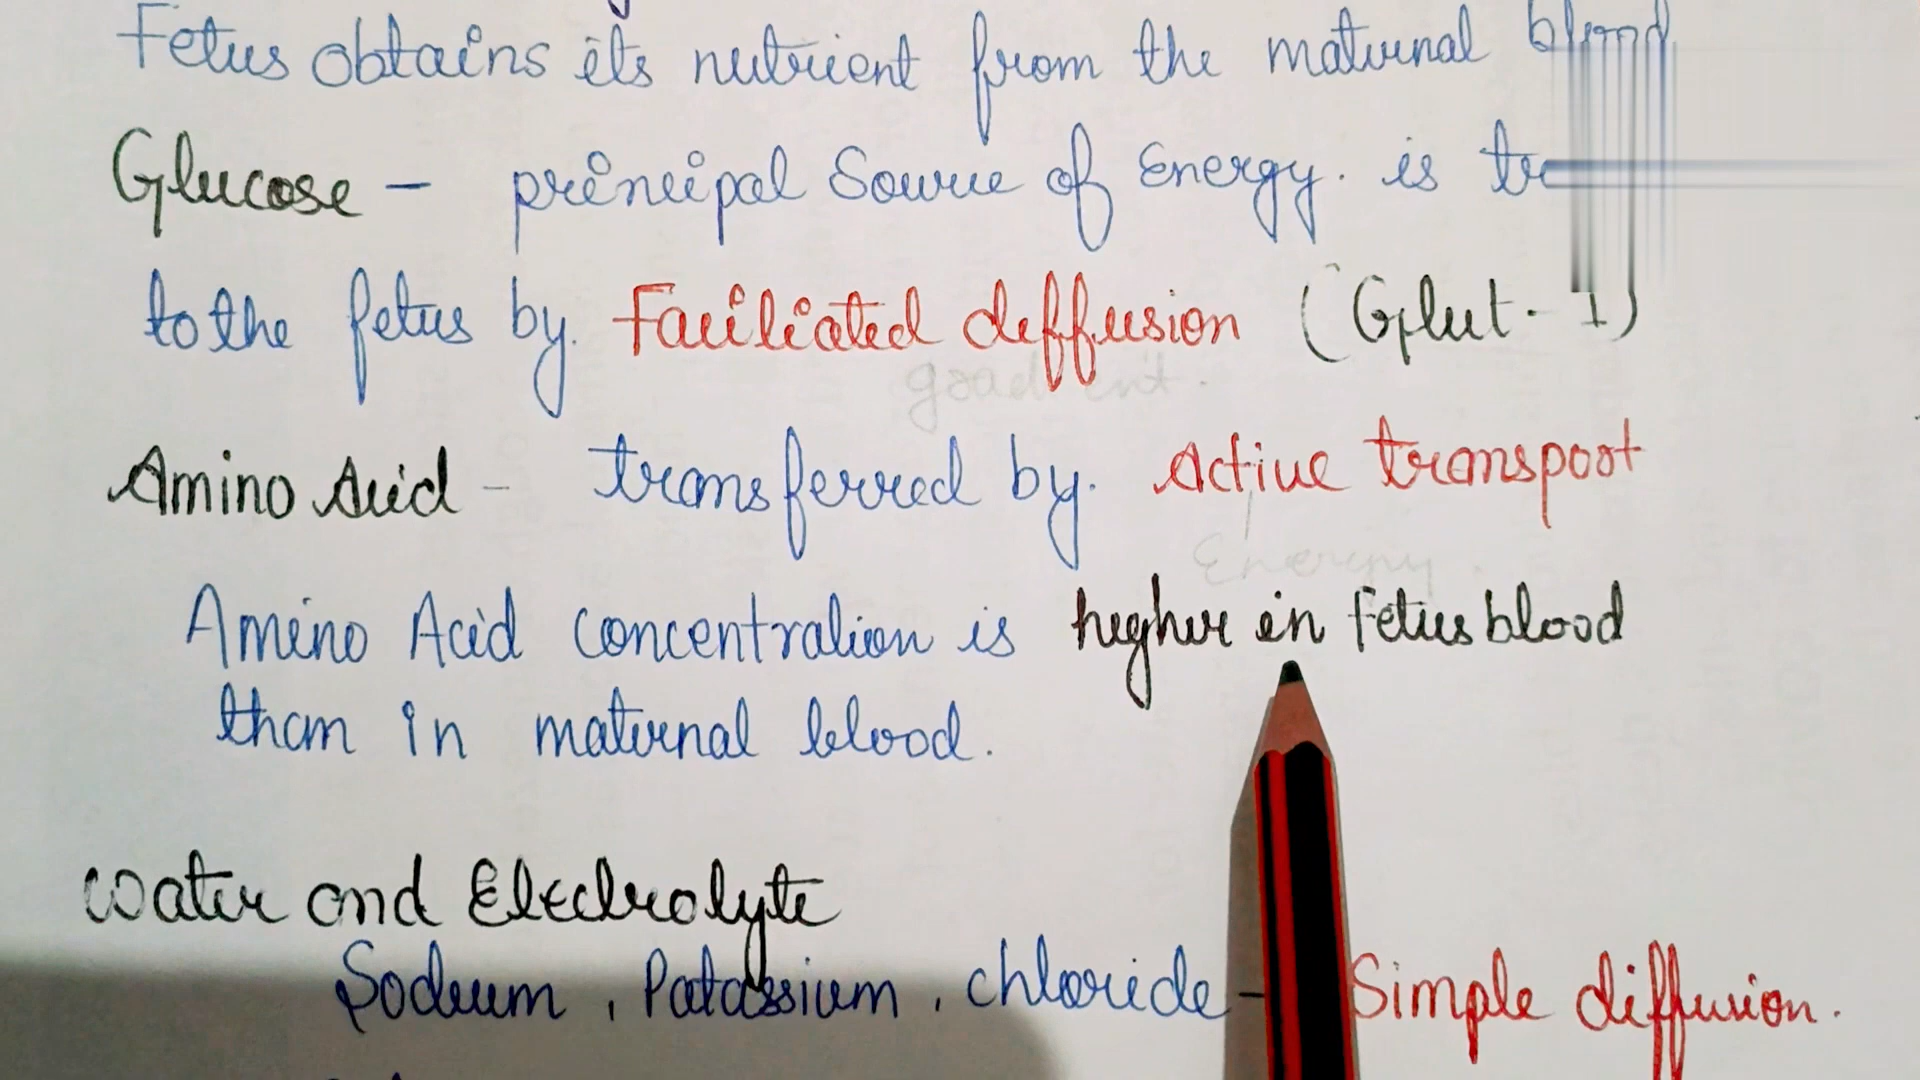 Fetus obtains its nutrient from the maternal blood
Glucose - principal Source of Energy. is
to the fetus by. Faciliated diffusion (Glut - 1)
gradient.
Amino Acid - transferred by. Active transport
Energy.
Amino Acid concentration is higher in Fetus blood
than in maternal blood.
Water and Electrolyte
Sodium, Potassium, chloride - Simple diffusion.